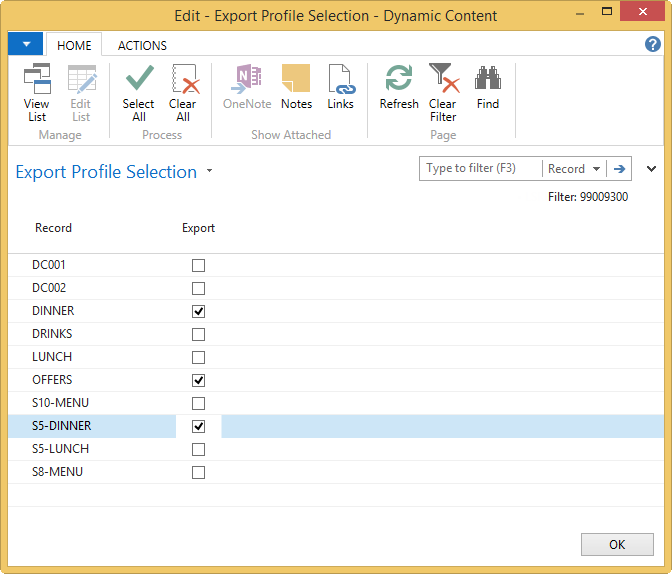 Edit - Export Profile Selection - Dynamic Content
HOME ACTIONS
View List
Edit List
Select All
Clear All
OneNote
Notes
Links
Refresh
Clear Filter
Find
Manage Process Show Attached Page
Export Profile Selection
Type to filter (F3) Record
Filter: 99009300
Record Export
DC001
DC002
DINNER
DRINKS
LUNCH
OFFERS
S10-MENU
S5-DINNER
S5-LUNCH
S8-MENU
OK